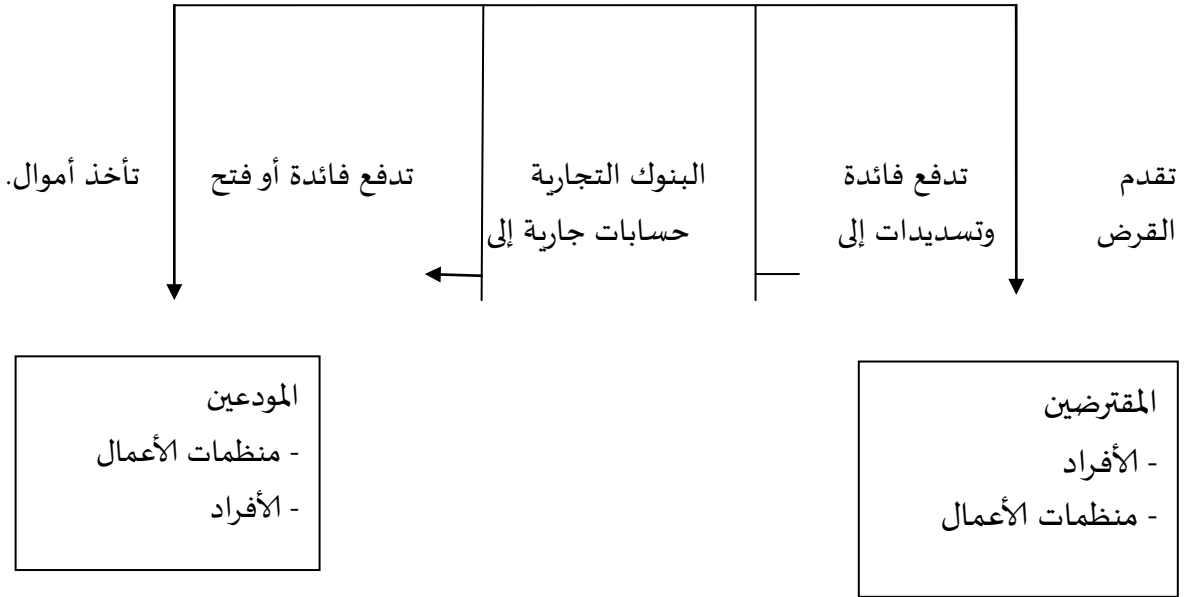 تقدم تدفع فائدة البنوك التجارية تدفع فائدة أو فتح تأخذ أموال.
القرض وتسديدات إلى حسابات جارية إلى
المقترضين
- الأفراد
- منظمات الأعمال
المودعين
- منظمات الأعمال
- الأفراد